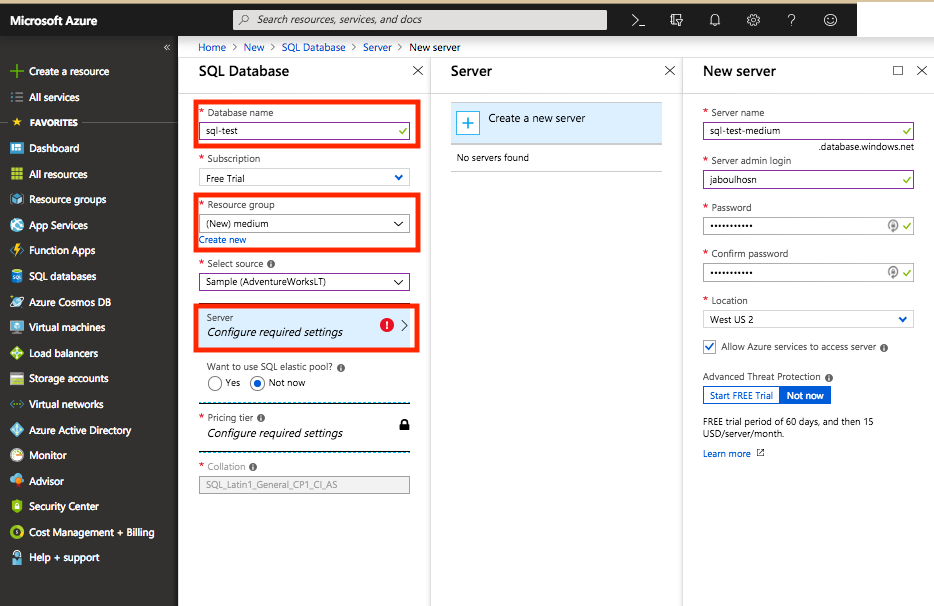 Microsoft Azure
Search resources, services, and docs
Home > New > SQL Database > Server > New server
Create a resource
All services
FAVORITES
Dashboard
All resources
Resource groups
App Services
Function Apps
SQL databases
Azure Cosmos DB
Virtual machines
Load balancers
Storage accounts
Virtual networks
Azure Active Directory
Monitor
Advisor
Security Center
Cost Management + Billing
Help + support
SQL Database
* Database name
sql-test
* Subscription
Free Trial
* Resource group
(New) medium
Create new
* Select source
Sample (AdventureWorksLT)
Server
Configure required settings
Want to use SQL elastic pool?
Yes Not now
* Pricing tier
Configure required settings
* Collation
SQL_Latin1_General_CP1_CI_AS
Server
Create a new server
No servers found
New server
* Server name
sql-test-medium
.database.windows.net
* Server admin login
jaboulhosn
* Password
•••••••••••
* Confirm password
•••••••••••
* Location
West US 2
Allow Azure services to access server
Advanced Threat Protection
Start FREE Trial Not now
FREE trial period of 60 days, and then 15
USD/server/month.
Learn more